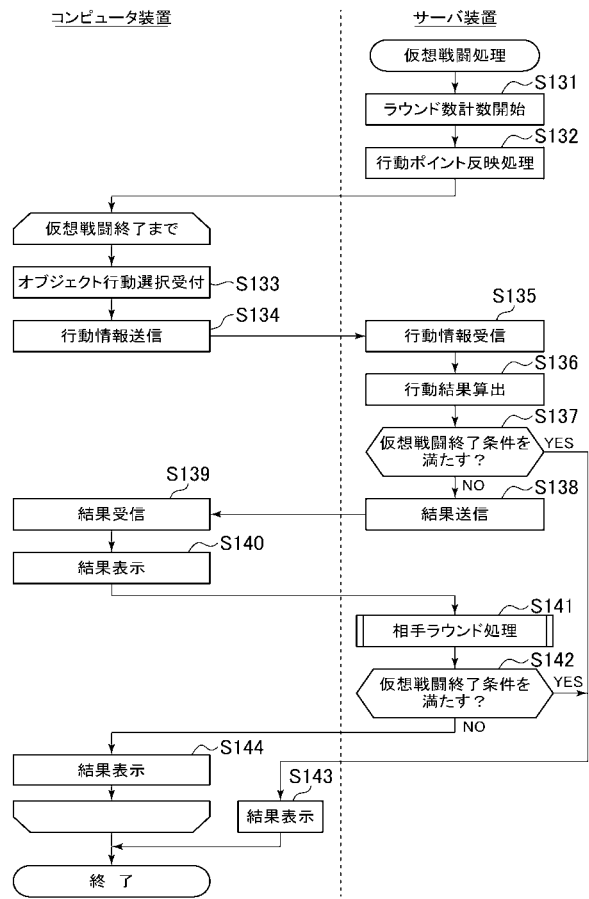 コンピュータ装置
サーバ装置
仮想戦闘処理
S131
ラウンド数計数開始
S132
行動ポイント反映処理
仮想戦闘終了まで
オブジェクト行動選択受付
S133
行動情報送信
S134
S135
行動情報受信
S136
行動結果算出
S137
仮想戦闘終了条件を
満たす？
YES
NO
S138
結果送信
S139
結果受信
S140
結果表示
S141
相手ラウンド処理
S142
仮想戦闘終了条件を
満たす？
YES
NO
S144
結果表示
S143
結果表示
終 了